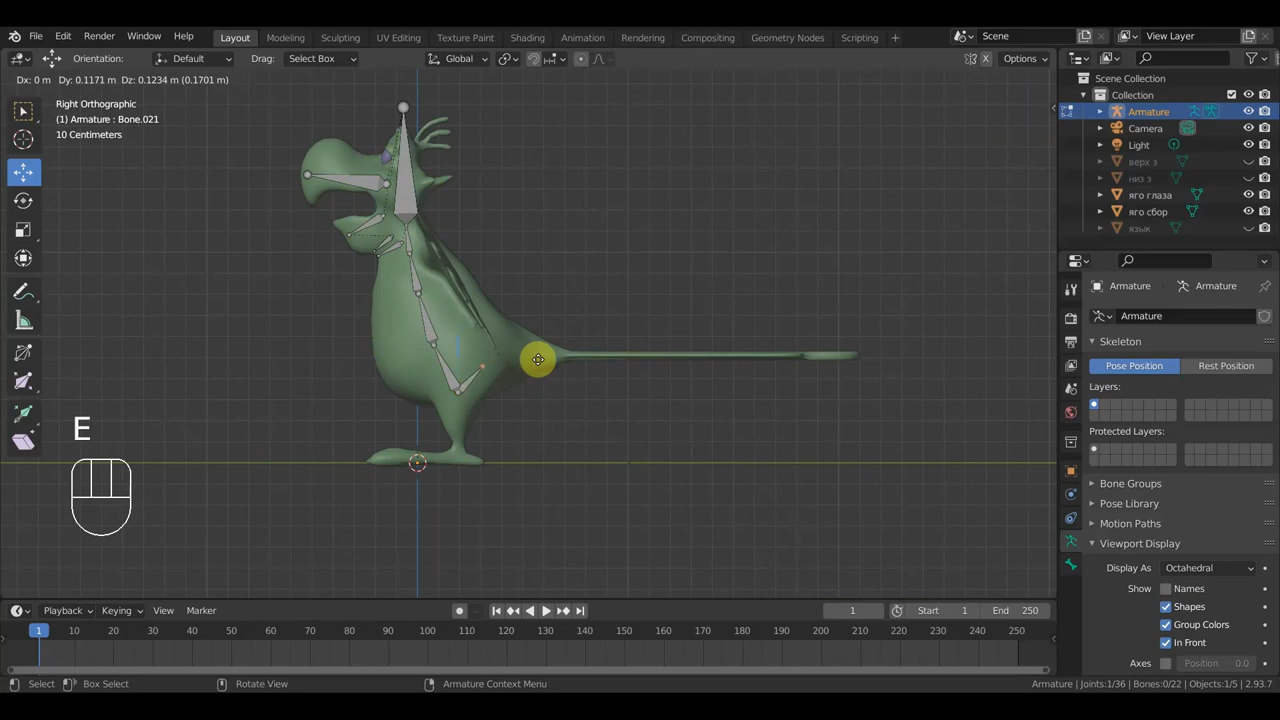 File Edit Render Window Help Layout Modeling Sculpting UV Editing Texture Paint Shading Animation Rendering Compositing Geometry Nodes Scripting + Scene View Layer
Orientation: Default Drag: Select Box Global X Options
Dx: 0 m Dy: 0.1171 m Dz: 0.1234 m (0.1701 m)
Right Orthographic
(1) Armature : Bone.021
10 Centimeters
Scene Collection
Collection
Armature
Camera
Light
верх з
низ з
яго глаза
яго сбор
язык
Armature Armature
Armature
Skeleton
Pose Position Rest Position
Layers:
Protected Layers:
Bone Groups
Pose Library
Motion Paths
Viewport Display
Display As Octahedral
Show Names
Shapes
Group Colors
In Front
Axes Position 0.0
E
Playback Keying View Marker 1 Start 1 End 250
1 10 20 30 40 50 60 70 80 90 100 110 120 130 140 150 160 170 180 190 200 210 220 230 240 250
Select Box Select Rotate View Armature Context Menu Armature | Joints:1/36 | Bones:0/22 | Objects:1/5 | 2.93.7